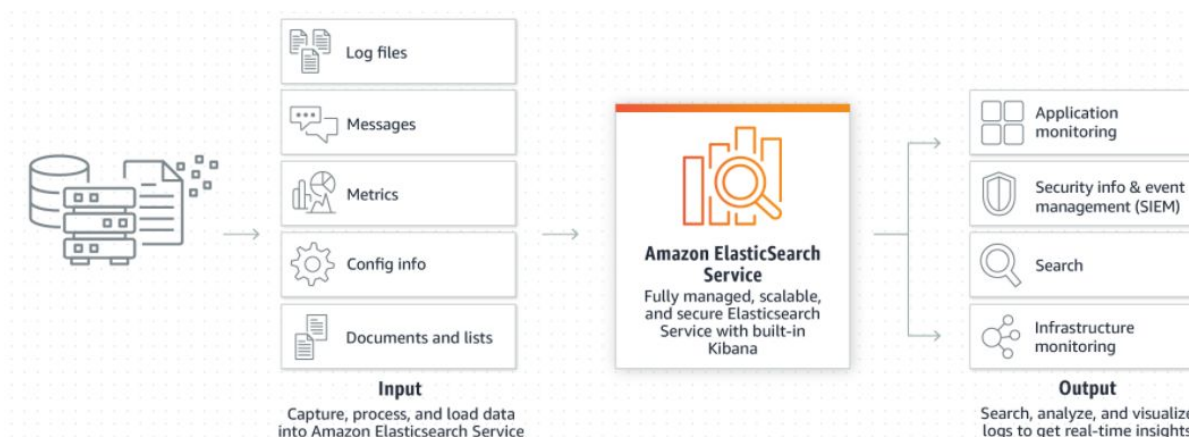 Log files
Messages
Metrics
Config info
Documents and lists
Input
Capture, process, and load data
into Amazon Elasticsearch Service
Amazon ElasticSearch
Service
Fully managed, scalable,
and secure Elasticsearch
Service with built-in
Kibana
Application
monitoring
Security info & event
management (SIEM)
Search
Infrastructure
monitoring
Output
Search, analyze, and visualize
logs to get real-time insights